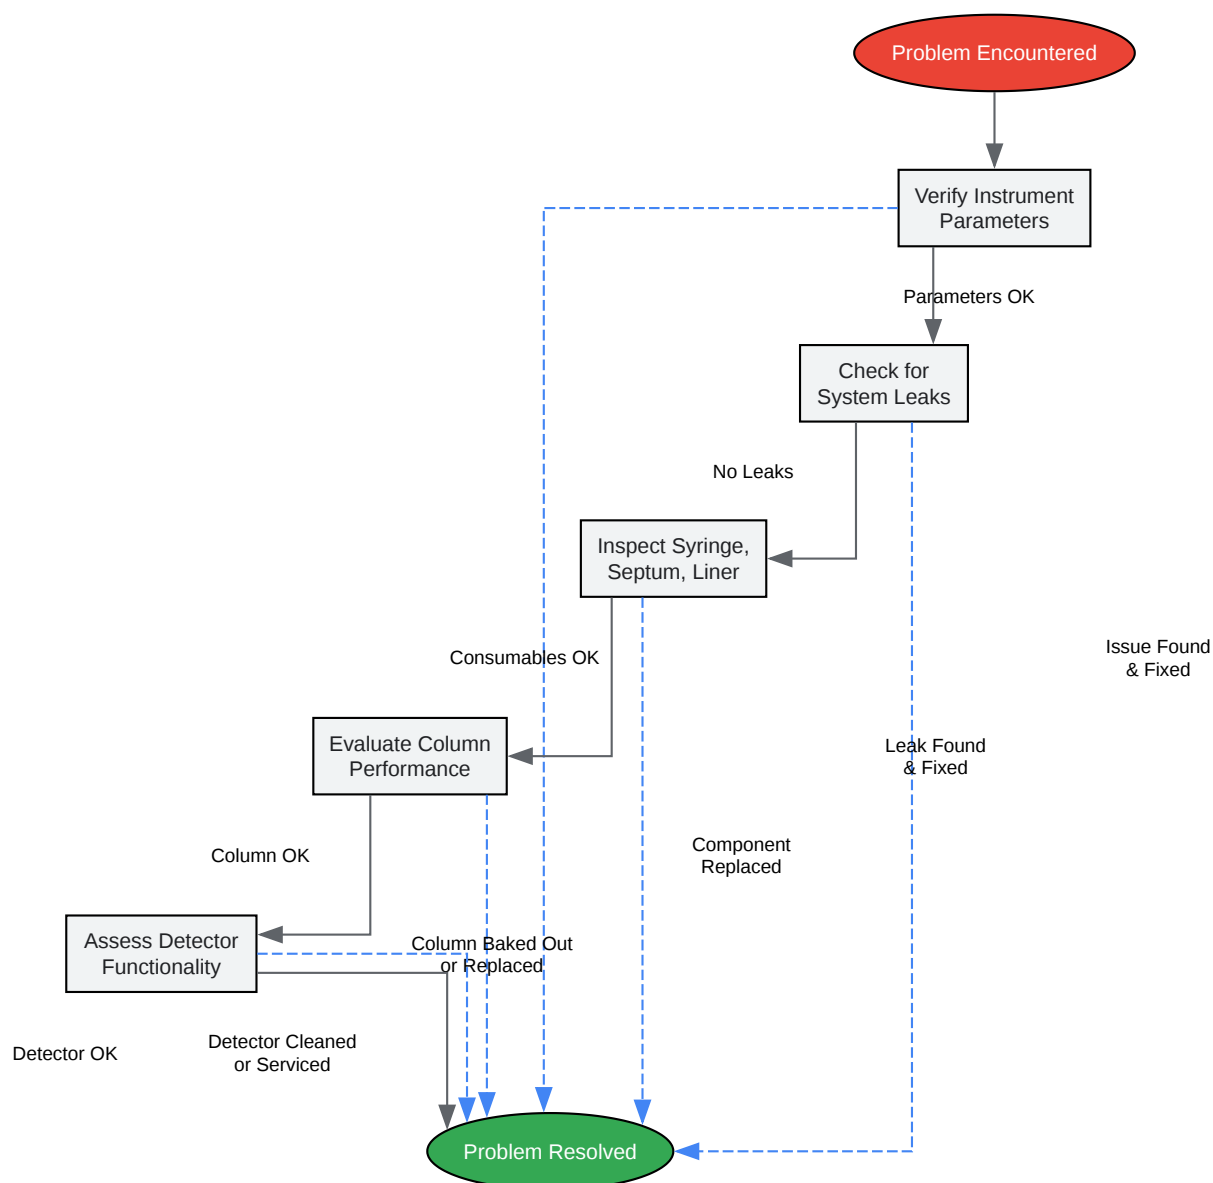 Problem Encountered
Verify Instrument
Parameters
Parameters OK
Check for
System Leaks
No Leaks
Inspect Syringe,
Septum, Liner
Consumables OK
Issue Found
& Fixed
Evaluate Column
Performance
Leak Found
& Fixed
Column OK
Component
Replaced
Assess Detector
Functionality
Column Baked Out
or Replaced
Detector OK
Detector Cleaned
or Serviced
Problem Resolved